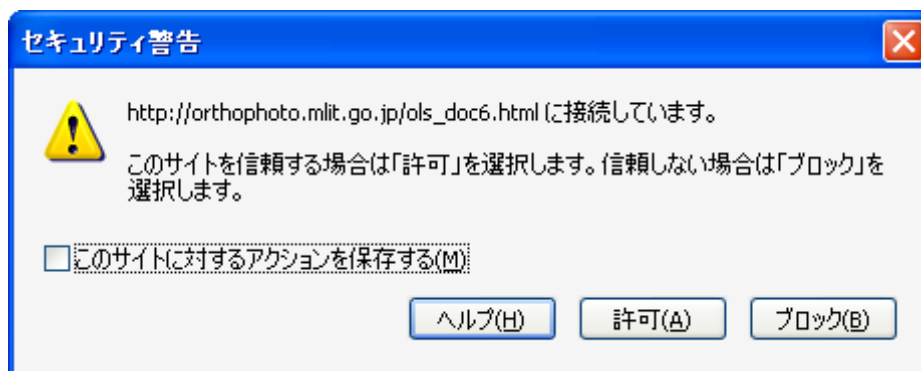 セキュリティ警告
http://orthophoto.mlit.go.jp/ols_doc6.html に接続しています。
このサイトを信頼する場合は「許可」を選択します。信頼しない場合は「ブロック」を
選択します。
このサイトに対するアクションを保存する(M)
ヘルプ(H) 許可(A) ブロック(B)